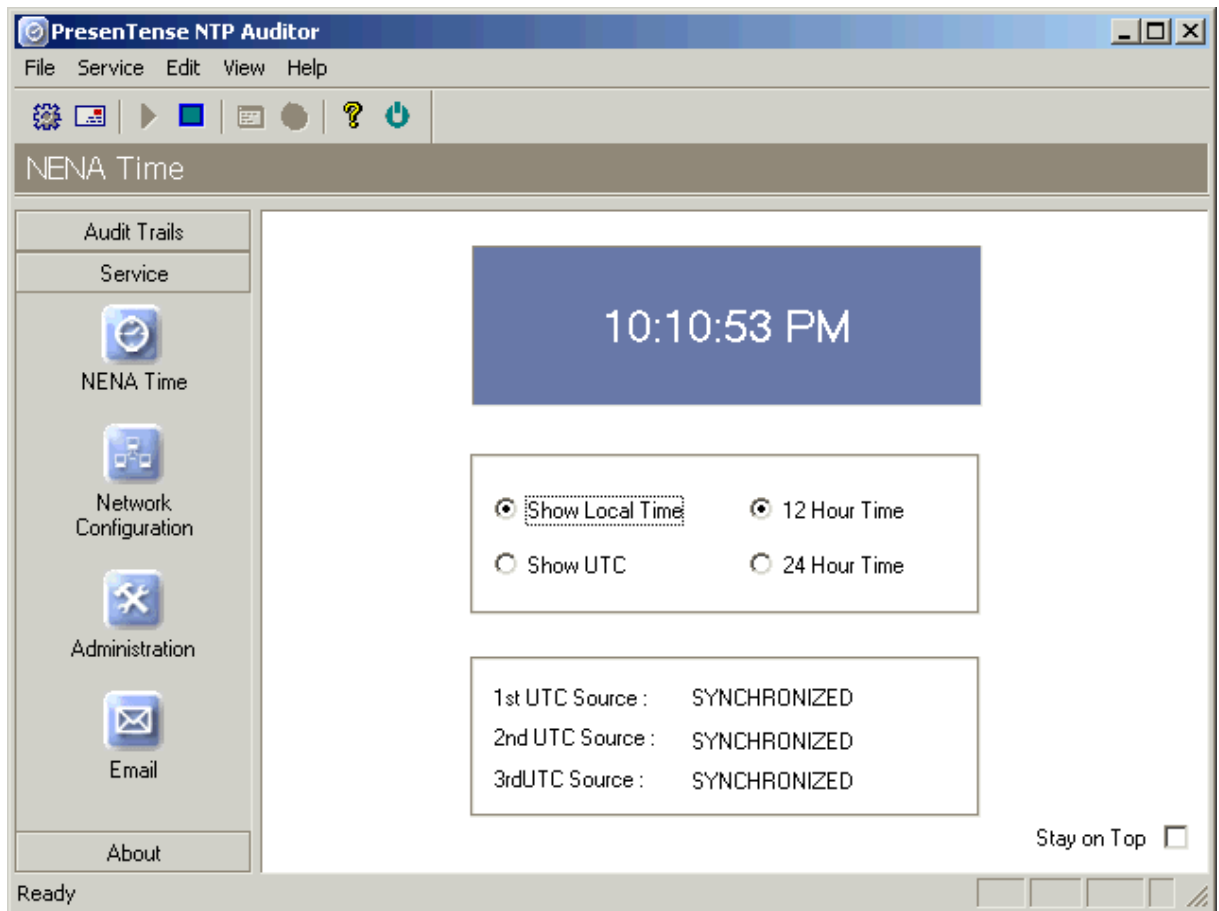 PresenTense NTP Auditor
File Service Edit View Help
NENA Time
Audit Trails
Service
NENA Time
Network
Configuration
Administration
Email
About
10:10:53 PM
Show Local Time
12 Hour Time
Show UTC
24 Hour Time
1st UTC Source : SYNCHRONIZED
2nd UTC Source : SYNCHRONIZED
3rdUTC Source : SYNCHRONIZED
Stay on Top
Ready